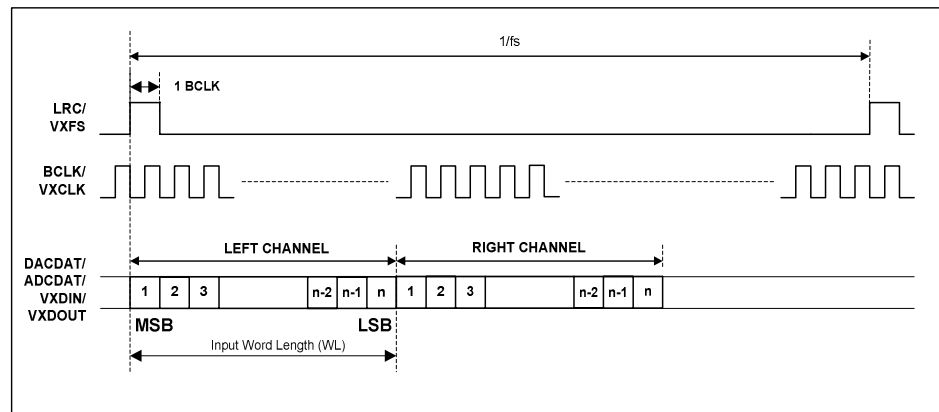 1/fs
1 BCLK
LRC/
VXFS
BCLK/
VXCLK
LEFT CHANNEL
RIGHT CHANNEL
DACDAT/
ADCDAT/
VXDIN/
VXDOUT
1 2 3 n-2 n-1 n 1 2 3 n-2 n-1 n
MSB
LSB
Input Word Length (WL)